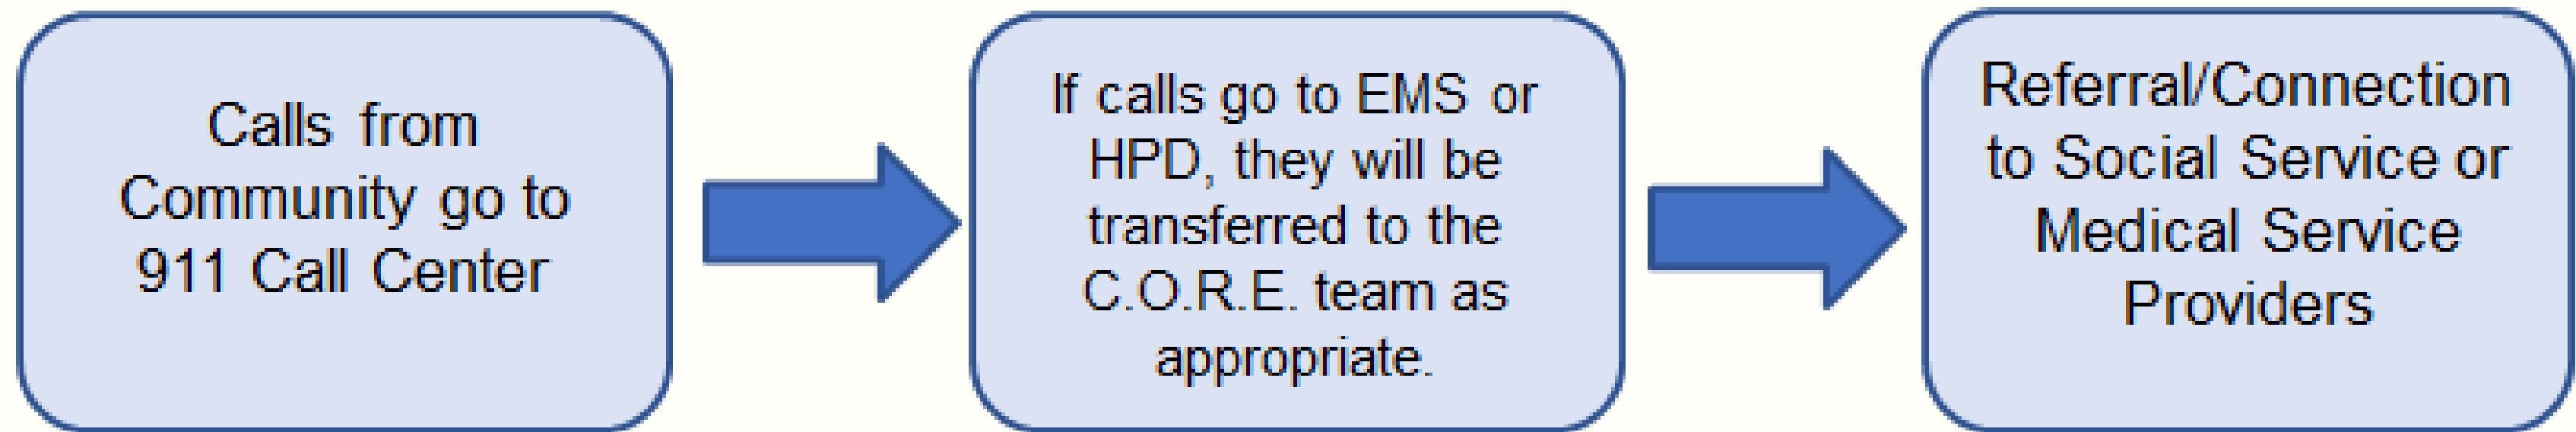 Calls from
Community go to
911 Call Center
If calls go to EMS or
HPD, they will be
transferred to the
C.O.R.E. team as
appropriate.
Referral/Connection
to Social Service or
Medical Service
Providers